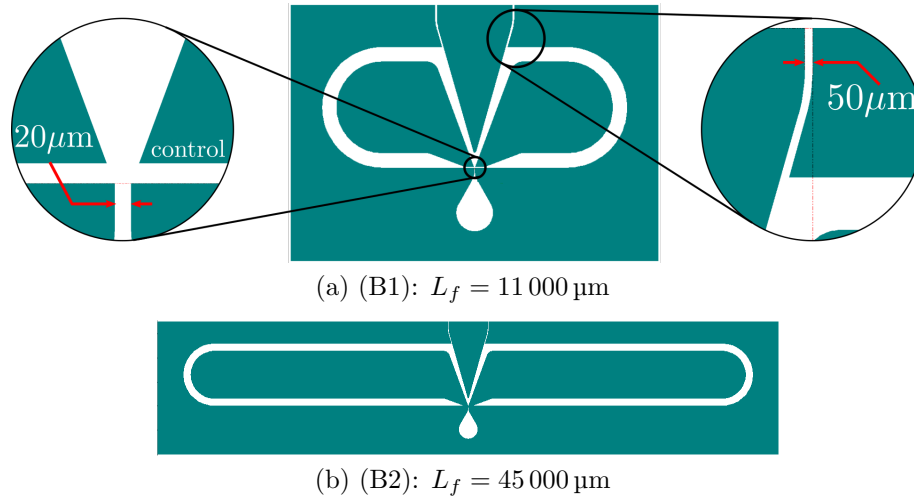 20μm
control
50μm
(a) (B1): L_f = 11 000 µm
(b) (B2): L_f = 45 000 µm